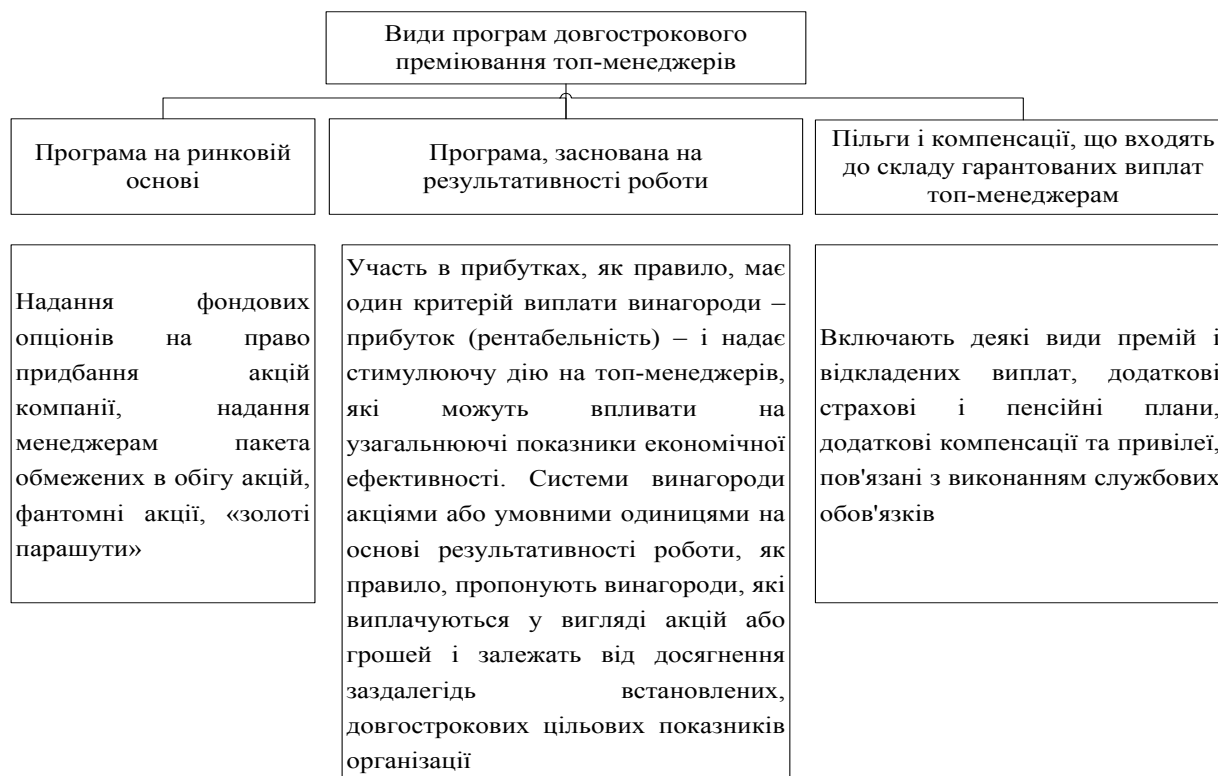 Види програм довгострокового
преміювання топ-менеджерів
Програма на ринковій
основі
Програма, заснована на
результативності роботи
Пільги і компенсації, що входять
до складу гарантованих виплат
топ-менеджерам
Надання фондових
опціонів на право
придбання акцій
компанії, надання
менеджерам пакета
обмежених в обігу акцій,
фантомні акції, «золоті
парашути»
Участь в прибутках, як правило, має
один критерій виплати винагороди –
прибуток (рентабельність) – і надає
стимулюючу дію на топ-менеджерів,
які можуть впливати на
узагальнюючі показники економічної
ефективності. Системи винагороди
акціями або умовними одиницями на
основі результативності роботи, як
правило, пропонують винагороди, які
виплачуються у вигляді акцій або
грошей і залежать від досягнення
заздалегідь встановлених,
довгострокових цільових показників
організації
Включають деякі види премій і
відкладених виплат, додаткові
страхові і пенсійні плани,
додаткові компенсації та привілеї,
пов'язані з виконанням службових
обов'язків